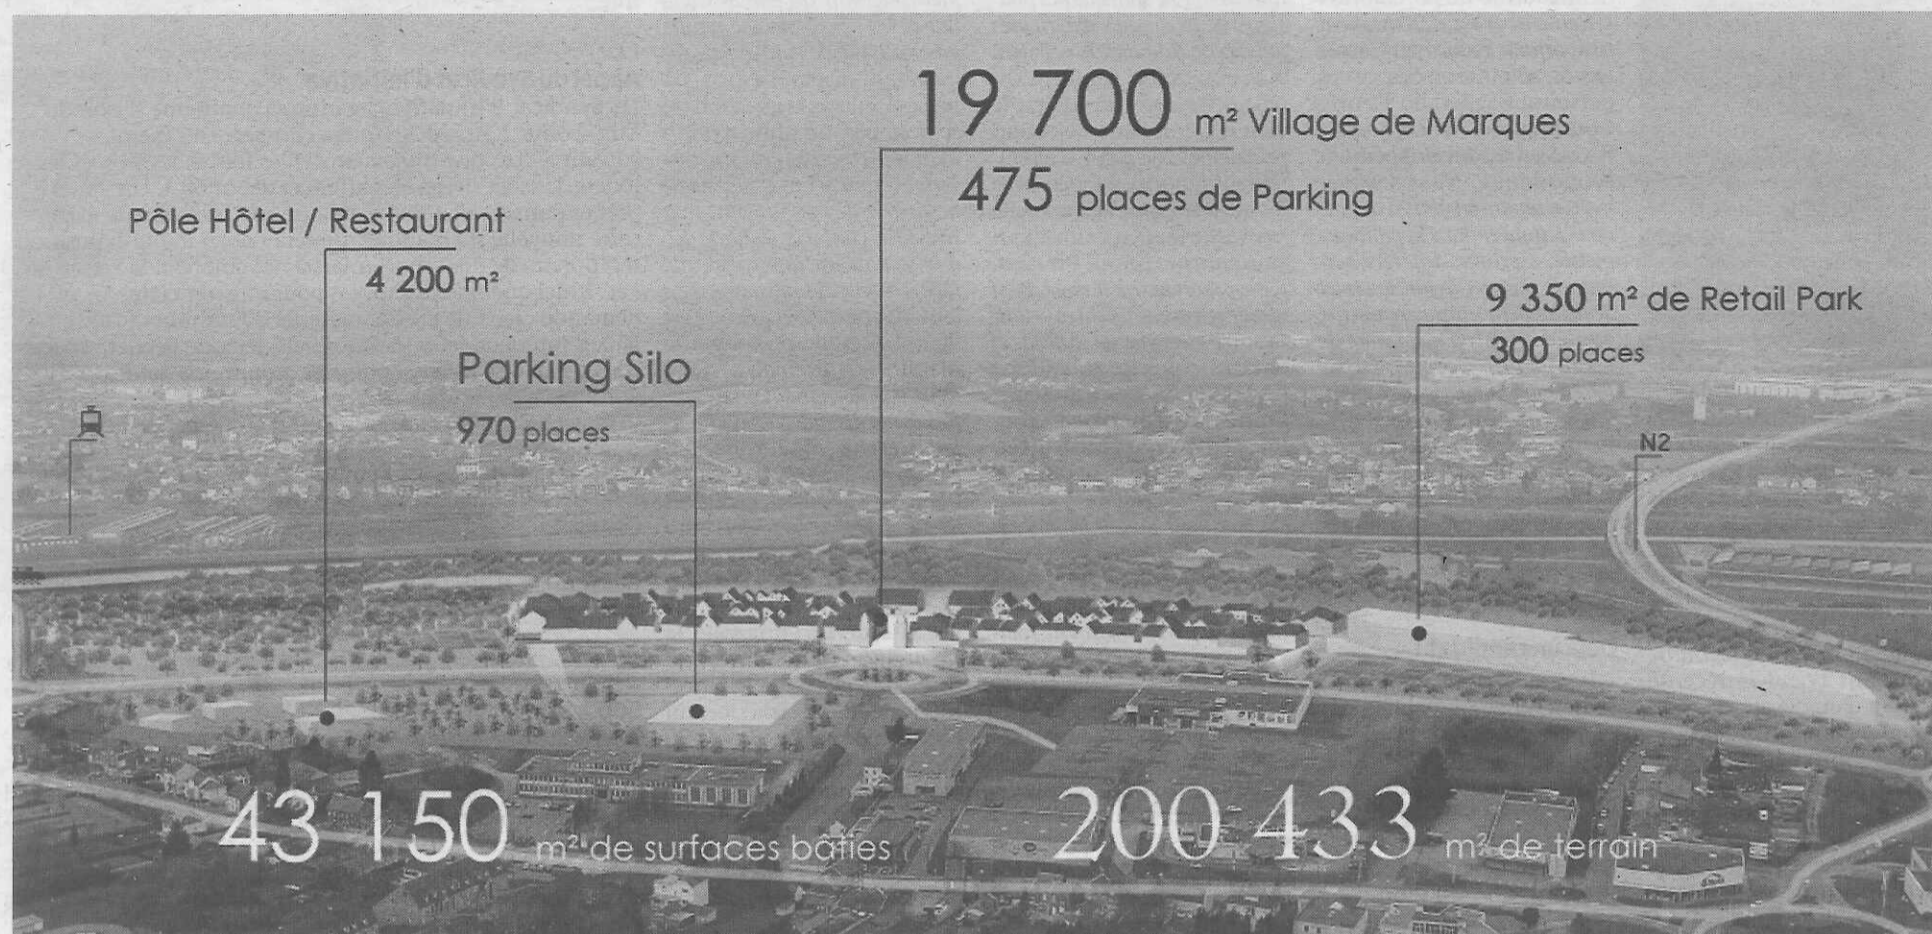 19 700 m² Village de Marques
475 places de Parking
Pôle Hôtel / Restaurant
4 200 m²
9 350 m² de Retail Park
300 places
Parking Silo
970 places
N2
43 150 m² de surfaces bâties
200 433 m² de terrain